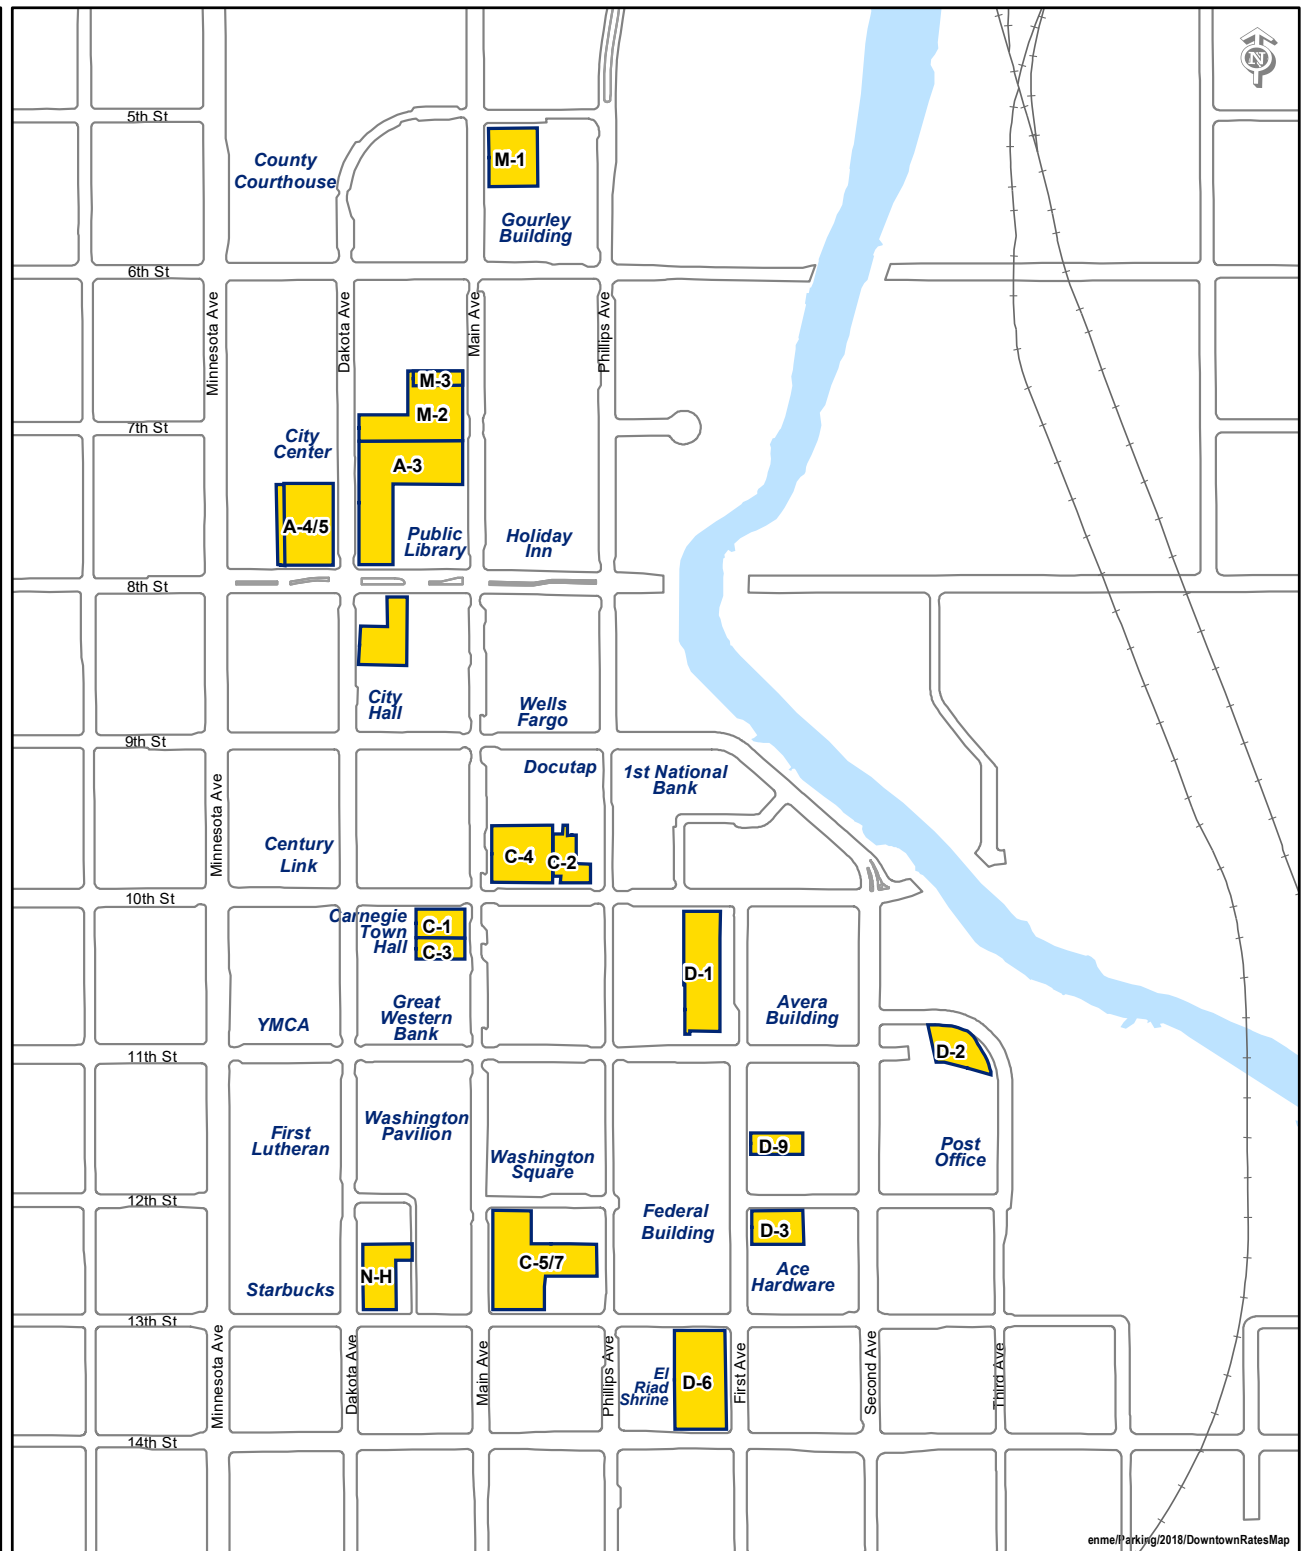 N
5th St
M-1
County
Courthouse
Gourley
Building
6th St
Minnesota Ave
Dakota Ave
Main Ave
Phillips Ave
M-3
M-2
7th St
City
Center
A-3
A-4/5
Public
Library
Holiday
Inn
8th St
City
Hall
Wells
Fargo
9th St
Docutap
1st National
Bank
Minnesota Ave
Century
Link
C-4
C-2
10th St
Carnegie
Town
Hall
C-1
C-3
D-1
Great
Western
Bank
Avera
Building
YMCA
11th St
D-2
Washington
Pavilion
First
Lutheran
Washington
Square
D-9
Post
Office
12th St
Federal
Building
D-3
C-5/7
N-H
Starbucks
Ace
Hardware
13th St
Minnesota Ave
Dakota Ave
Main Ave
Phillips Ave
El
Riad
Shrine
D-6
First Ave
Second Ave
Third Ave
14th St
enme/Parking/2018/DowntownRatesMap